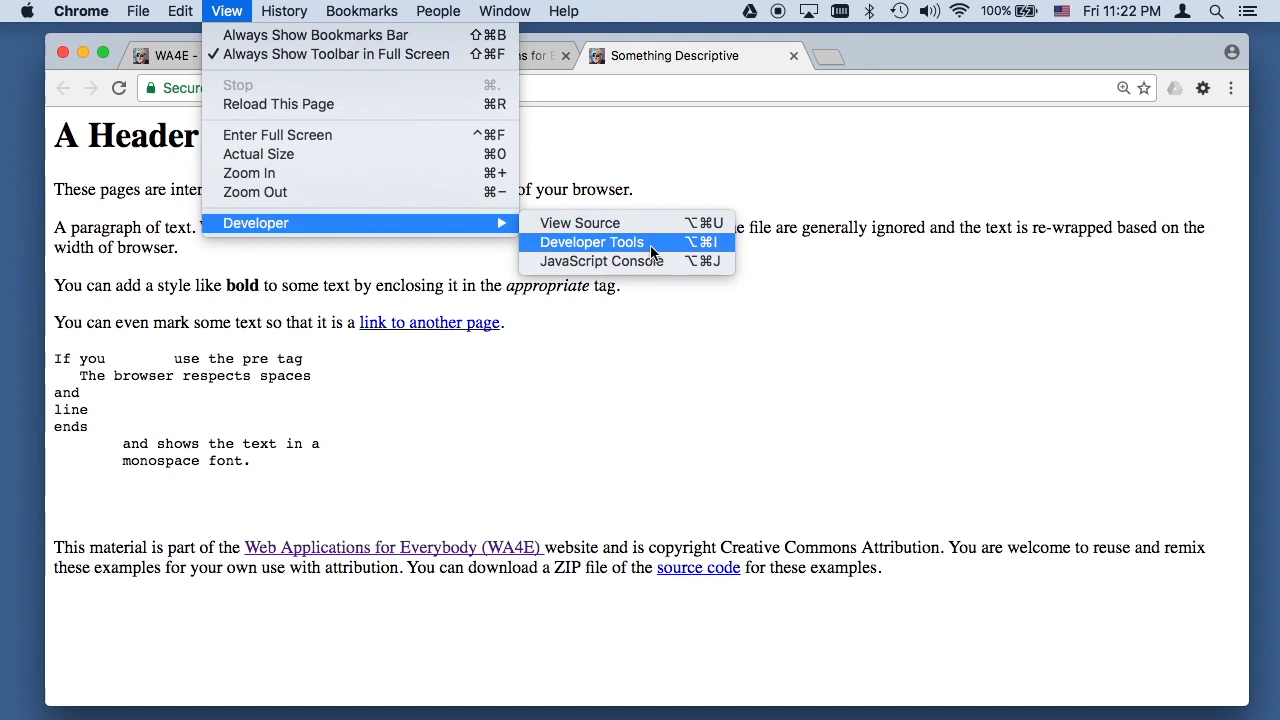 Chrome File Edit View History Bookmarks People Window Help 100% Fri 11:22 PM
WA4E - s for E Something Descriptive
Secure
Always Show Bookmarks Bar ⇧⌘B
✓ Always Show Toolbar in Full Screen ⇧⌘F
Stop ⌘.
Reload This Page ⌘R
Enter Full Screen ^⌘F
Actual Size ⌘0
Zoom In ⌘+
Zoom Out ⌘-
Developer
View Source ⌥⌘U
Developer Tools ⌥⌘I
JavaScript Console ⌥⌘J
A Header
These pages are inter of your browser.
A paragraph of text. file are generally ignored and the text is re-wrapped based on the
width of browser.
You can add a style like bold to some text by enclosing it in the appropriate tag.
You can even mark some text so that it is a link to another page.
If you        use the pre tag
   The browser respects spaces
and
line
ends
        and shows the text in a
        monospace font.
This material is part of the Web Applications for Everybody (WA4E) website and is copyright Creative Commons Attribution. You are welcome to reuse and remix
these examples for your own use with attribution. You can download a ZIP file of the source code for these examples.